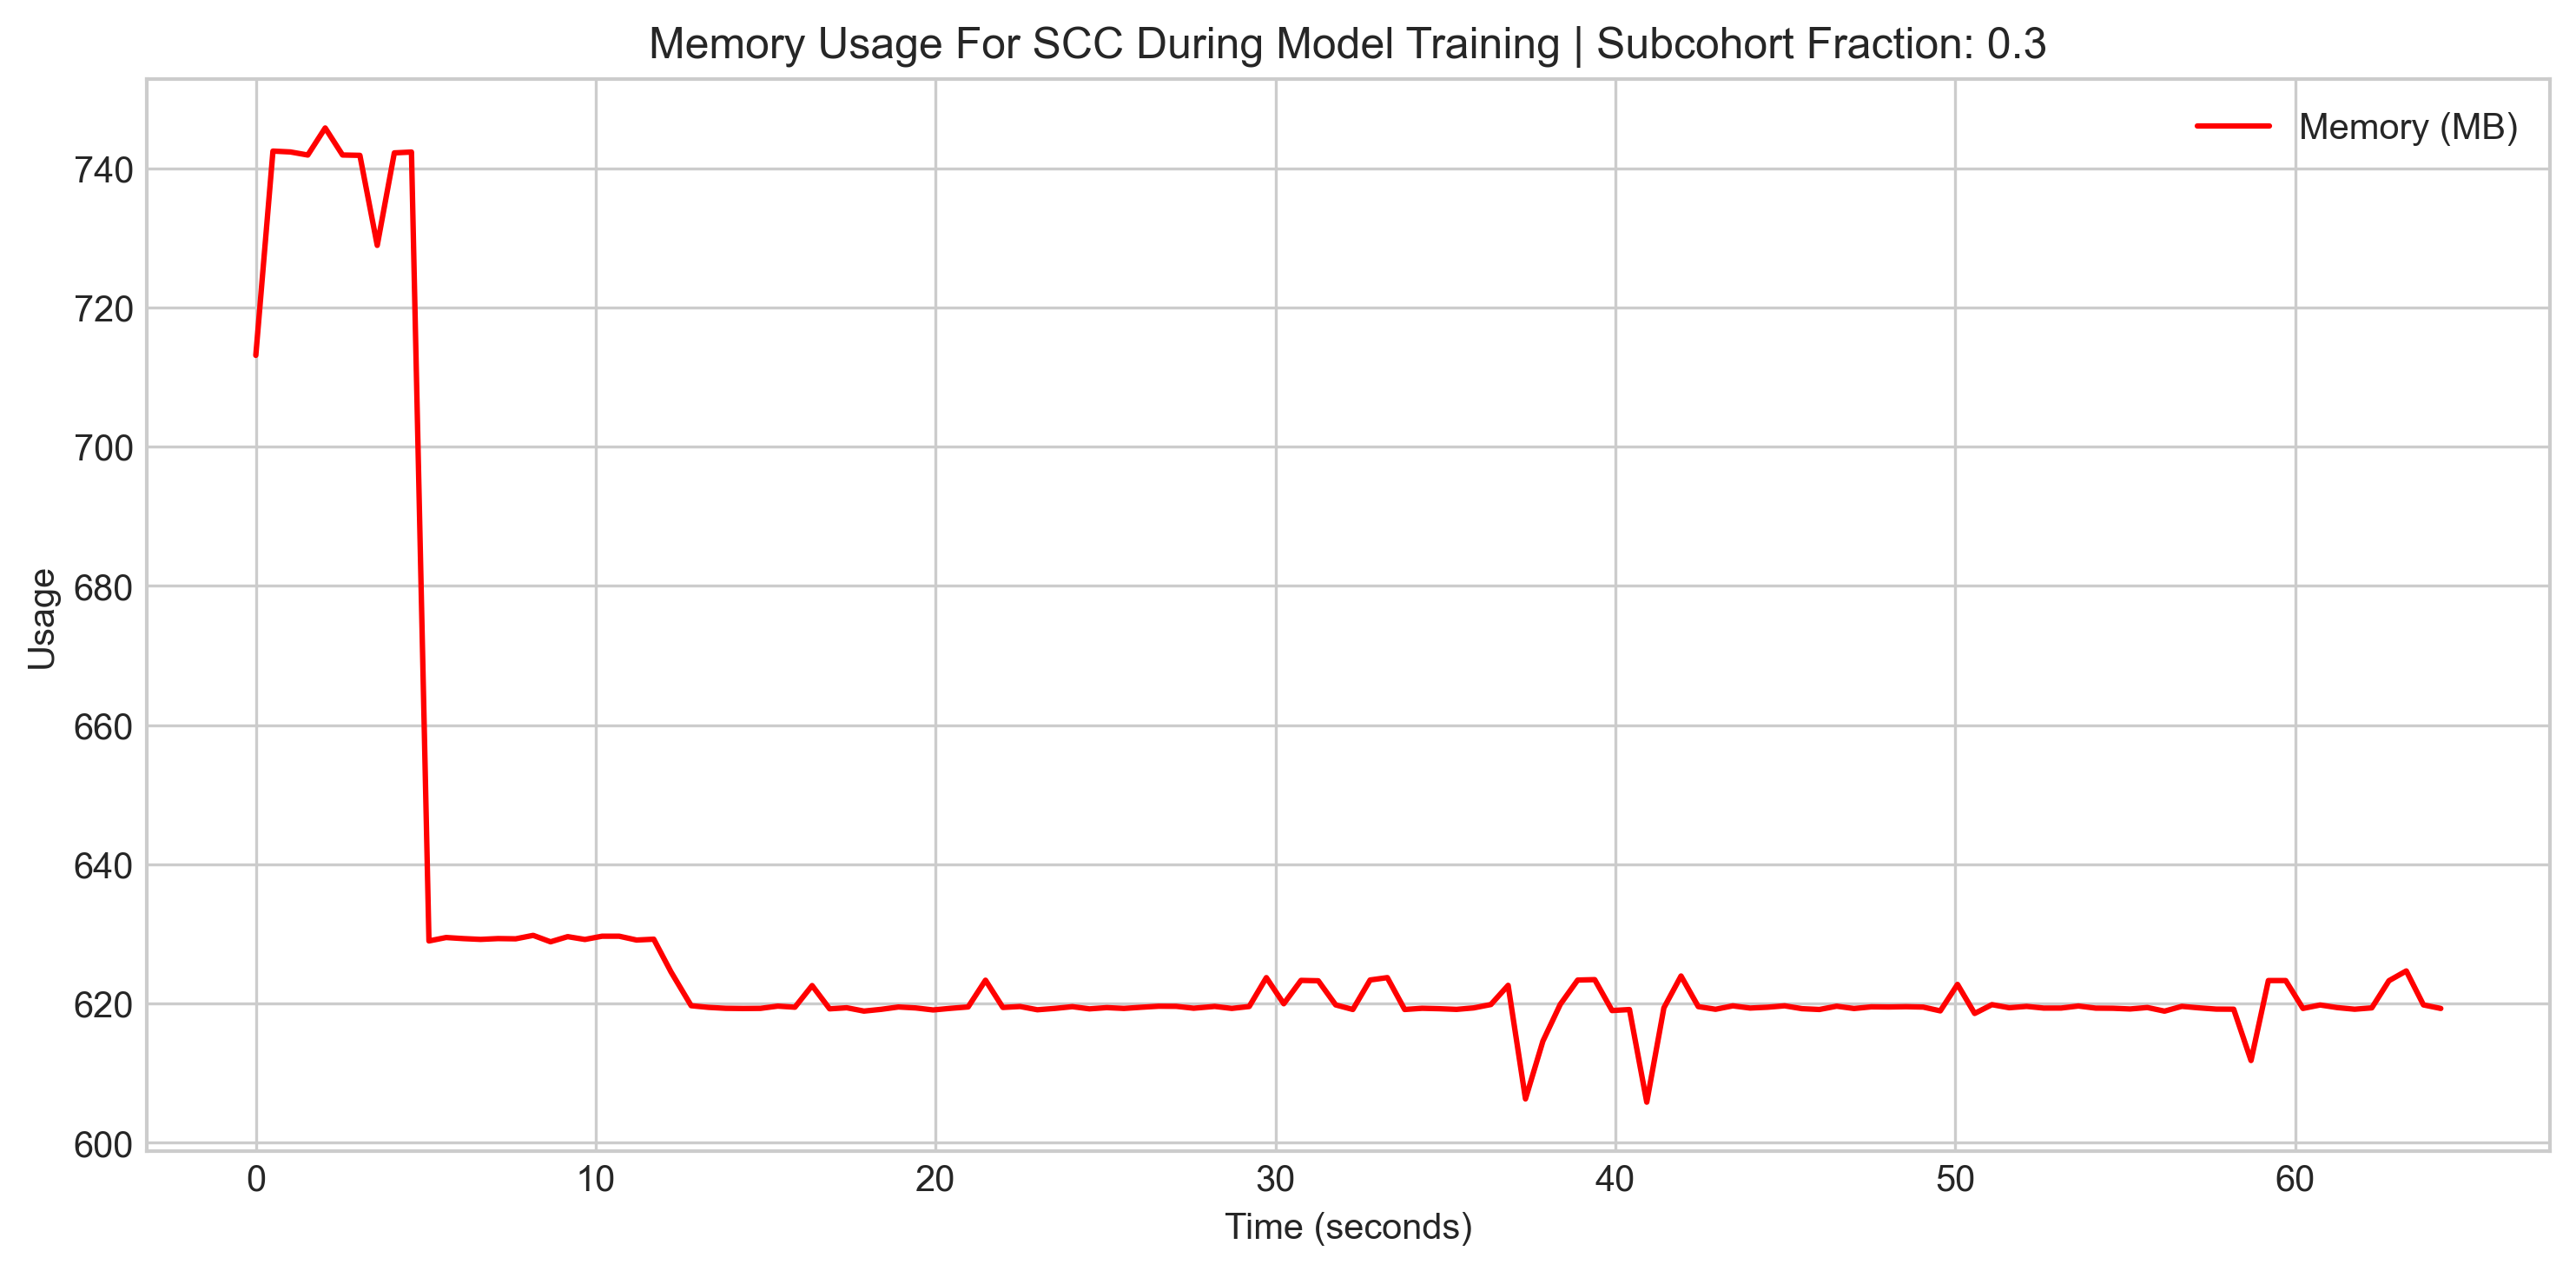 Memory Usage For SCC During Model Training | Subcohort Fraction: 0.3
Memory (MB)
Usage
740
720
700
680
660
640
620
600
0 10 20 30 40 50 60
Time (seconds)